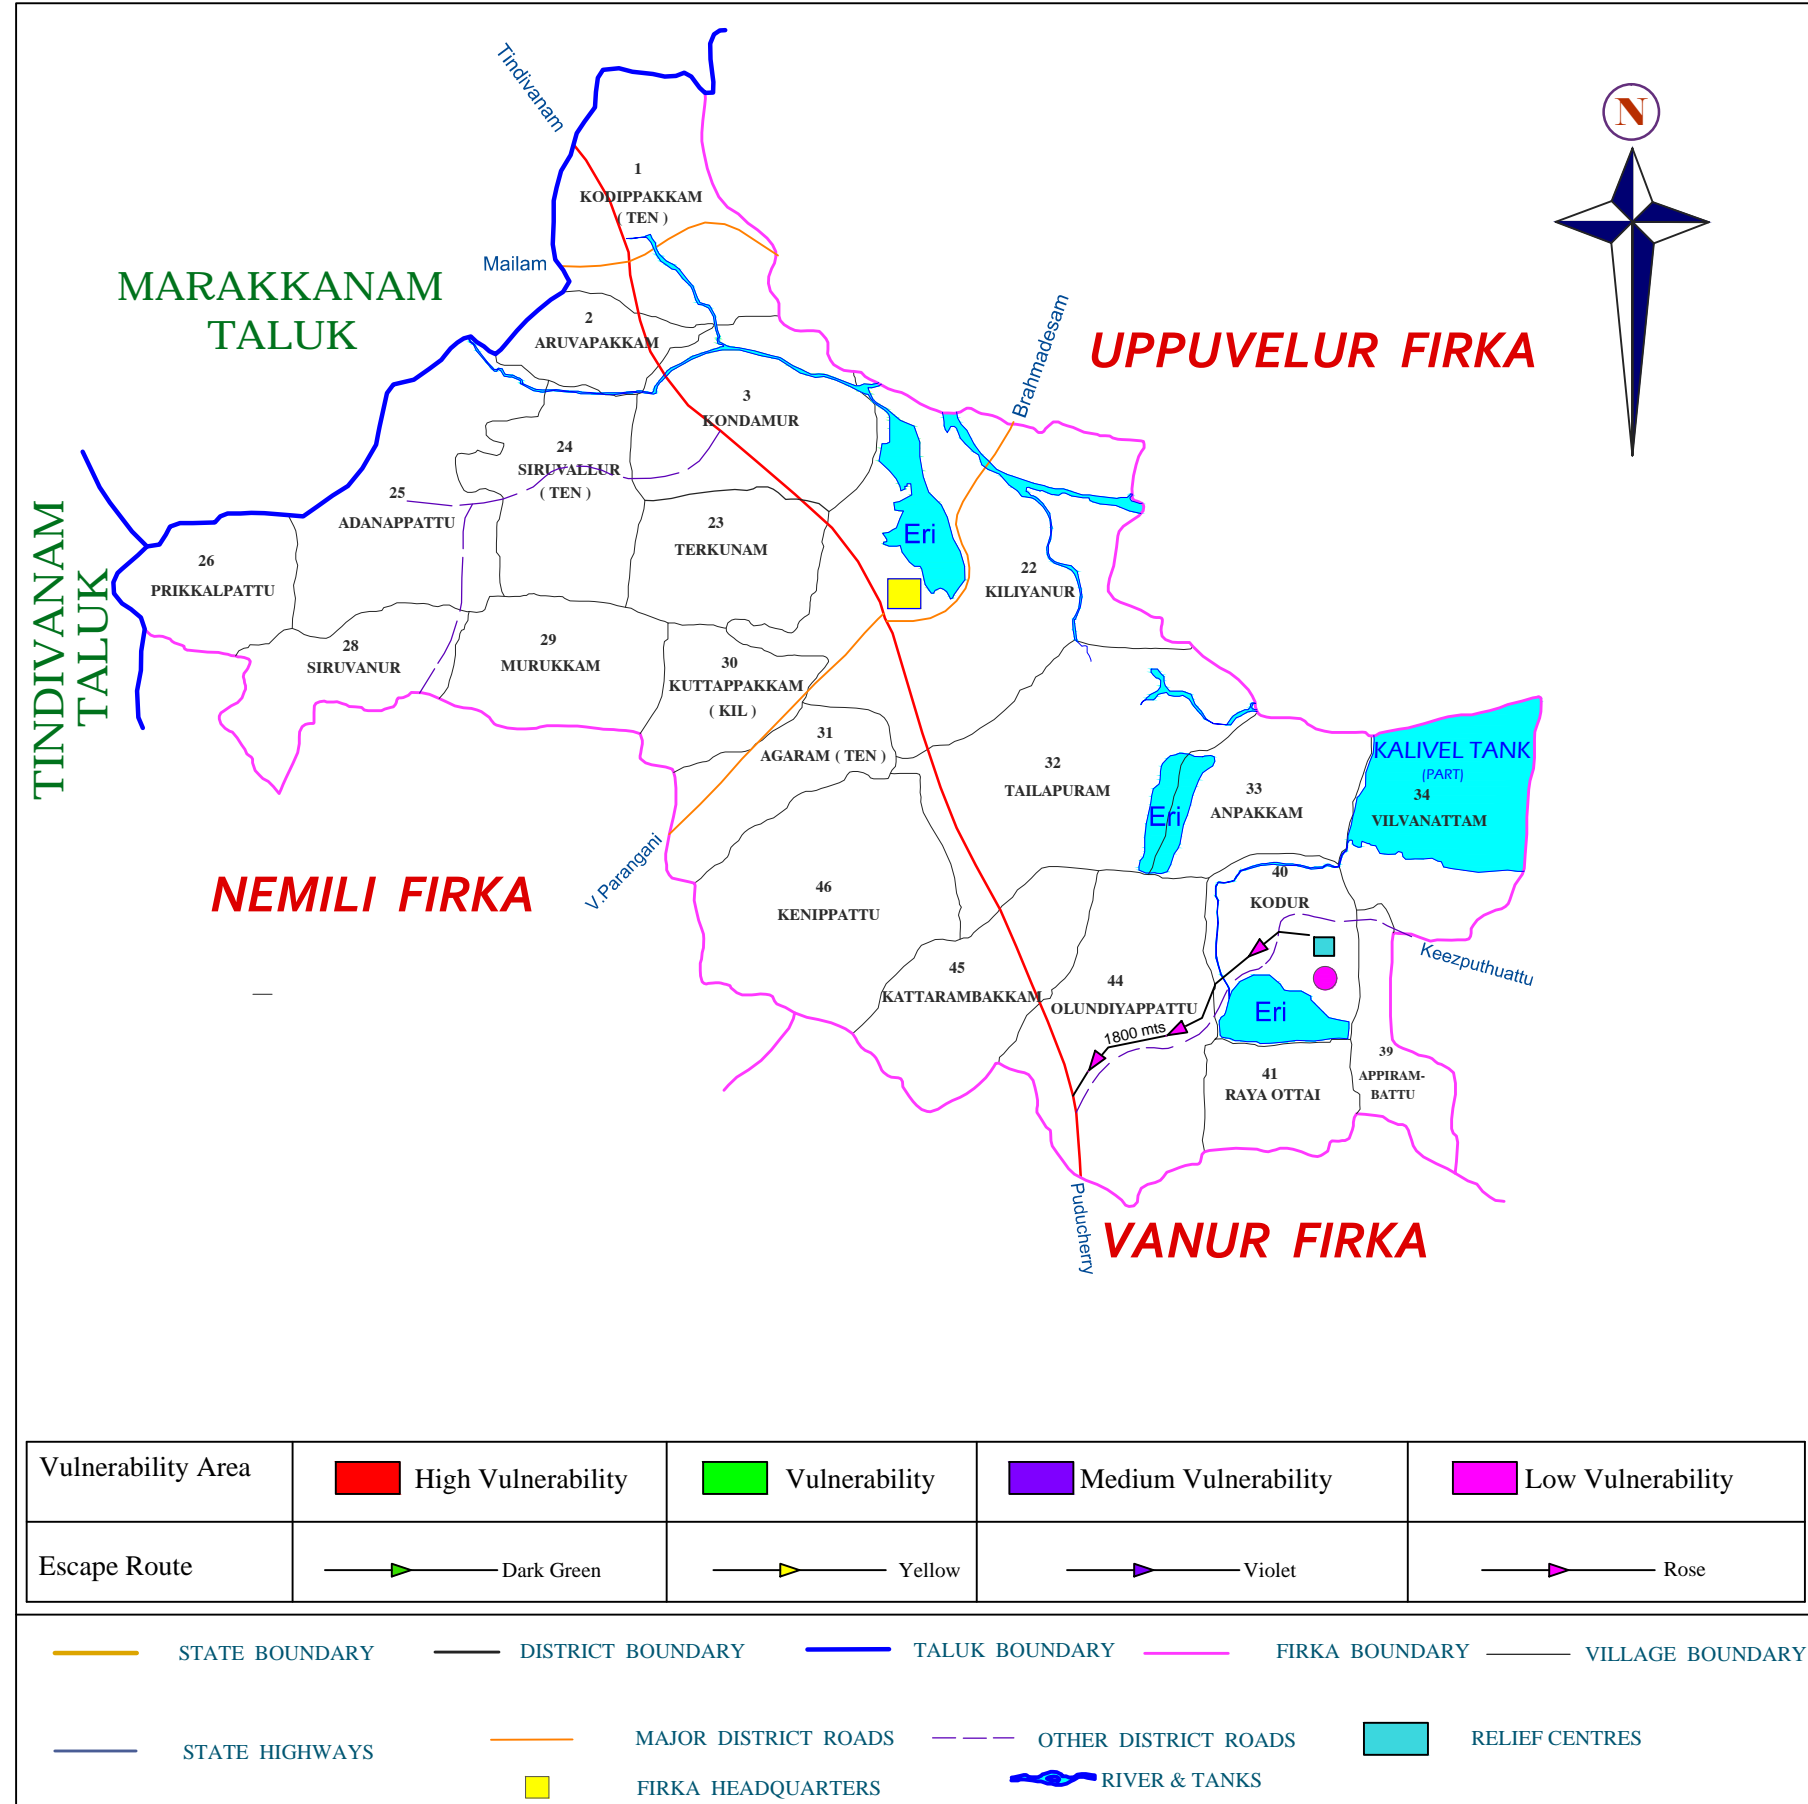 N
Tindivanam
1
KODIPPAKKAM
( TEN )
Mailam
MARAKKANAM
TALUK
2
ARUVAPAKKAM
UPPUVELUR FIRKA
Brahmadesam
3
KONDAMUR
24
SIRUVALLUR
( TEN )
25
ADANAPPATTU
23
TERKUNAM
Eri
26
PRIKKALPATTU
22
KILIYANUR
TINDIVANAM
TALUK
28
SIRUVANUR
29
MURUKKAM
30
KUTTAPPAKKAM
( KIL )
31
AGARAM ( TEN )
32
TAILAPURAM
Eri
33
ANPAKKAM
KALIVEL TANK
(PART)
34
VILVANATTAM
NEMILI FIRKA
V.Parangani
46
KENIPPATTU
40
KODUR
Keezputhuattu
45
KATTARAMBAKKAM
44
OLUNDIYAPPATTU
Eri
1800 mts
41
RAYA OTTAI
39
APPIRAM-
BATTU
Puducherry
VANUR FIRKA
Vulnerability Area
High Vulnerability
Vulnerability
Medium Vulnerability
Low Vulnerability
Escape Route
Dark Green
Yellow
Violet
Rose
STATE BOUNDARY
DISTRICT BOUNDARY
TALUK BOUNDARY
FIRKA BOUNDARY
VILLAGE BOUNDARY
STATE HIGHWAYS
MAJOR DISTRICT ROADS
OTHER DISTRICT ROADS
RELIEF CENTRES
FIRKA HEADQUARTERS
RIVER & TANKS